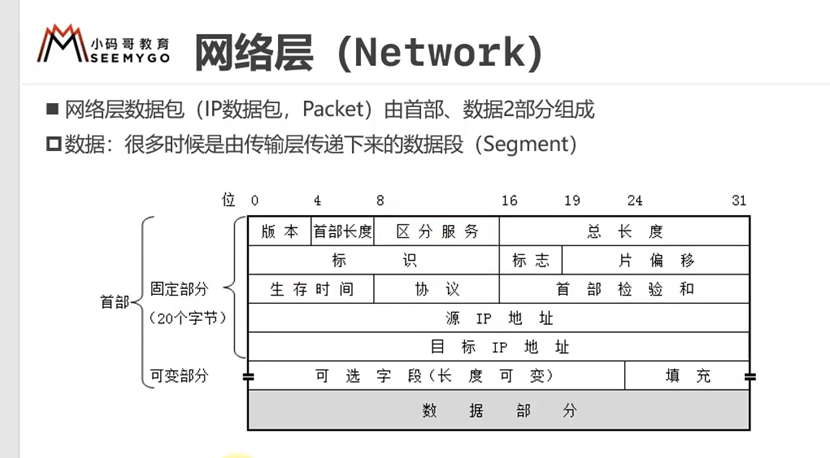 小码哥教育
SEEMYGO
网络层（Network）
网络层数据包（IP数据包，Packet）由首部、数据2部分组成
数据：很多时候是由传输层传递下来的数据段（Segment）
位 0 4 8 16 19 24 31
版本 首部长度 区分服务 总长度
标识 标志 片偏移
生存时间 协议 首部检验和
源 IP 地址
目标 IP 地址
可选字段(长度可变) 填充
数据部分
首部
固定部分
（20个字节）
可变部分